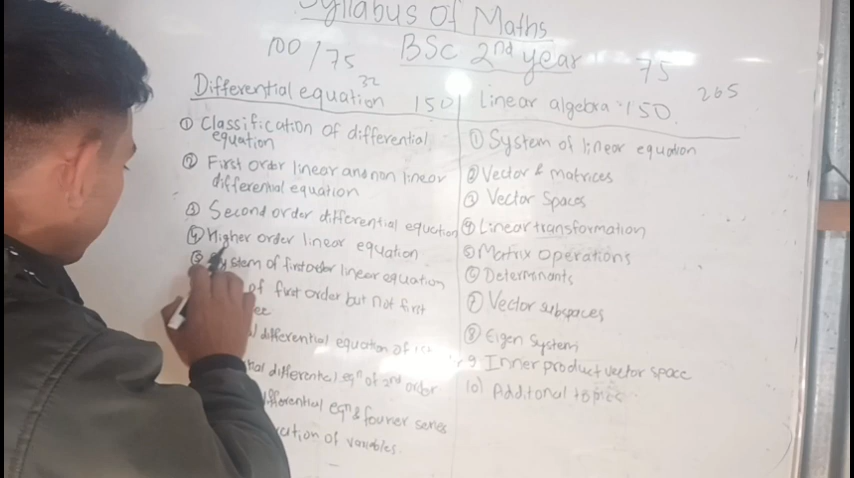 Syllabus of Maths
100/75 BSc 2nd year 75
Differential equation 32 150
① Classification of differential
equation
② First order linear and non linear
differential equation
③ Second order differential equction
④ Higher order linear equation
⑤ System of first order linear equation
of first order but not first
differential equation of
differential eqn of 2nd order
differential eqn & fourier series
of variables.
Linear algebra 150. 265
① System of linear equation
② Vector & matrices
③ Vector Spaces
④ Linear transformation
⑤ Matrix Operations
⑥ Determinants
⑦ Vector subspaces
⑧ Eigen System
9 Inner product vector space
10) Additonal topics